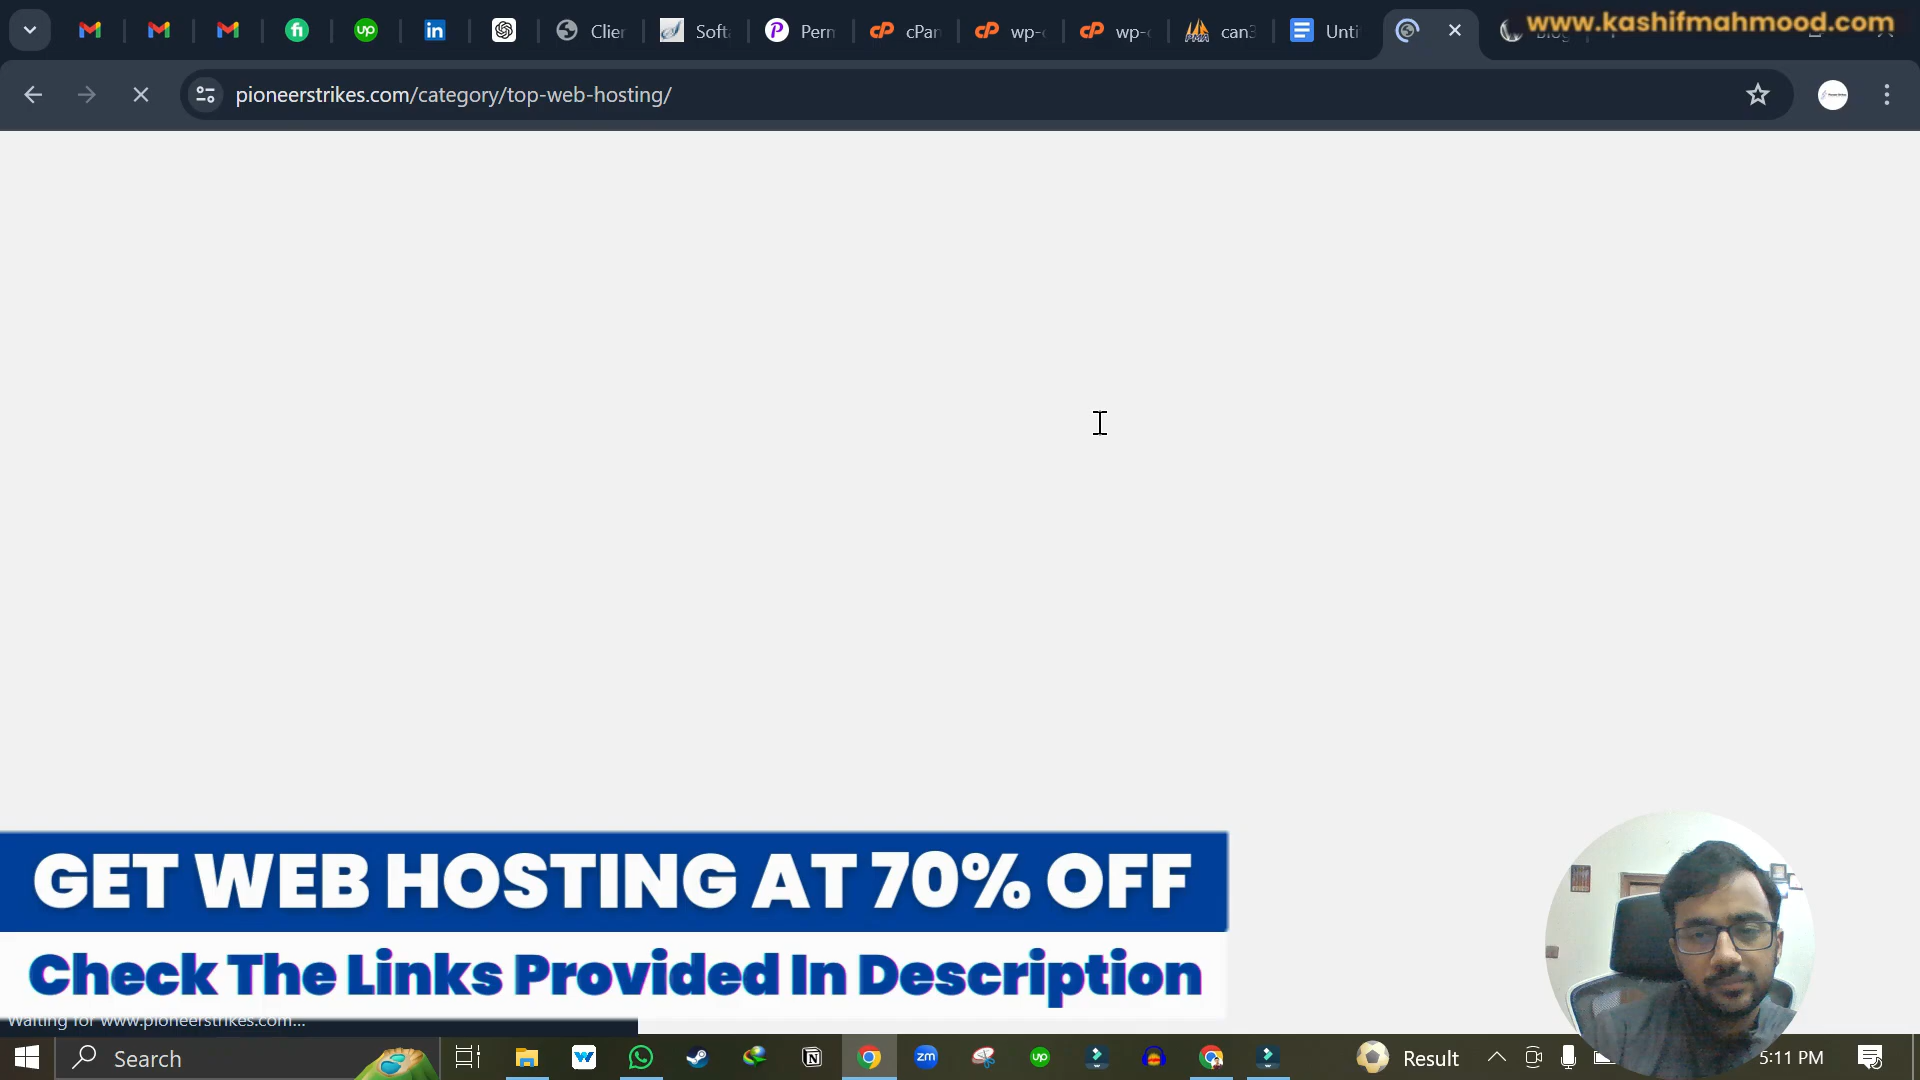 Clier
Soft
Perm
cPan
wp-c
wp-c
can3
Unti
www.kashifmahmood.com
pioneerstrikes.com/category/top-web-hosting/
GET WEB HOSTING AT 70% OFF
Check The Links Provided In Description
Waiting for www.pioneerstrikes.com...
Search
Result
5:11 PM